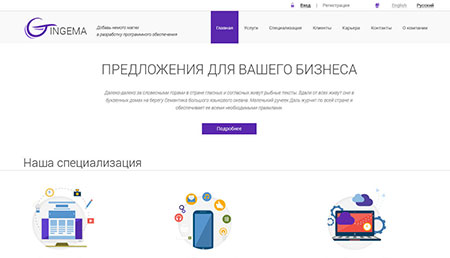 Вход | Регистрация English Русский
INGEMA
Добавь немного магии
в разработку программного обеспечения
Главная Услуги Специализация Клиенты Карьера Контакты О компании
ПРЕДЛОЖЕНИЯ ДЛЯ ВАШЕГО БИЗНЕСА
Далеко-далеко за словесными горами в стране гласных и согласных живут рыбные тексты. Вдали от всех живут они в
буквенных домах на берегу Семантика большого языкового океана. Маленький ручеек Даль журчит по всей стране и
обеспечивает ее всеми необходимыми правилами.
Подробнее
Наша специализация